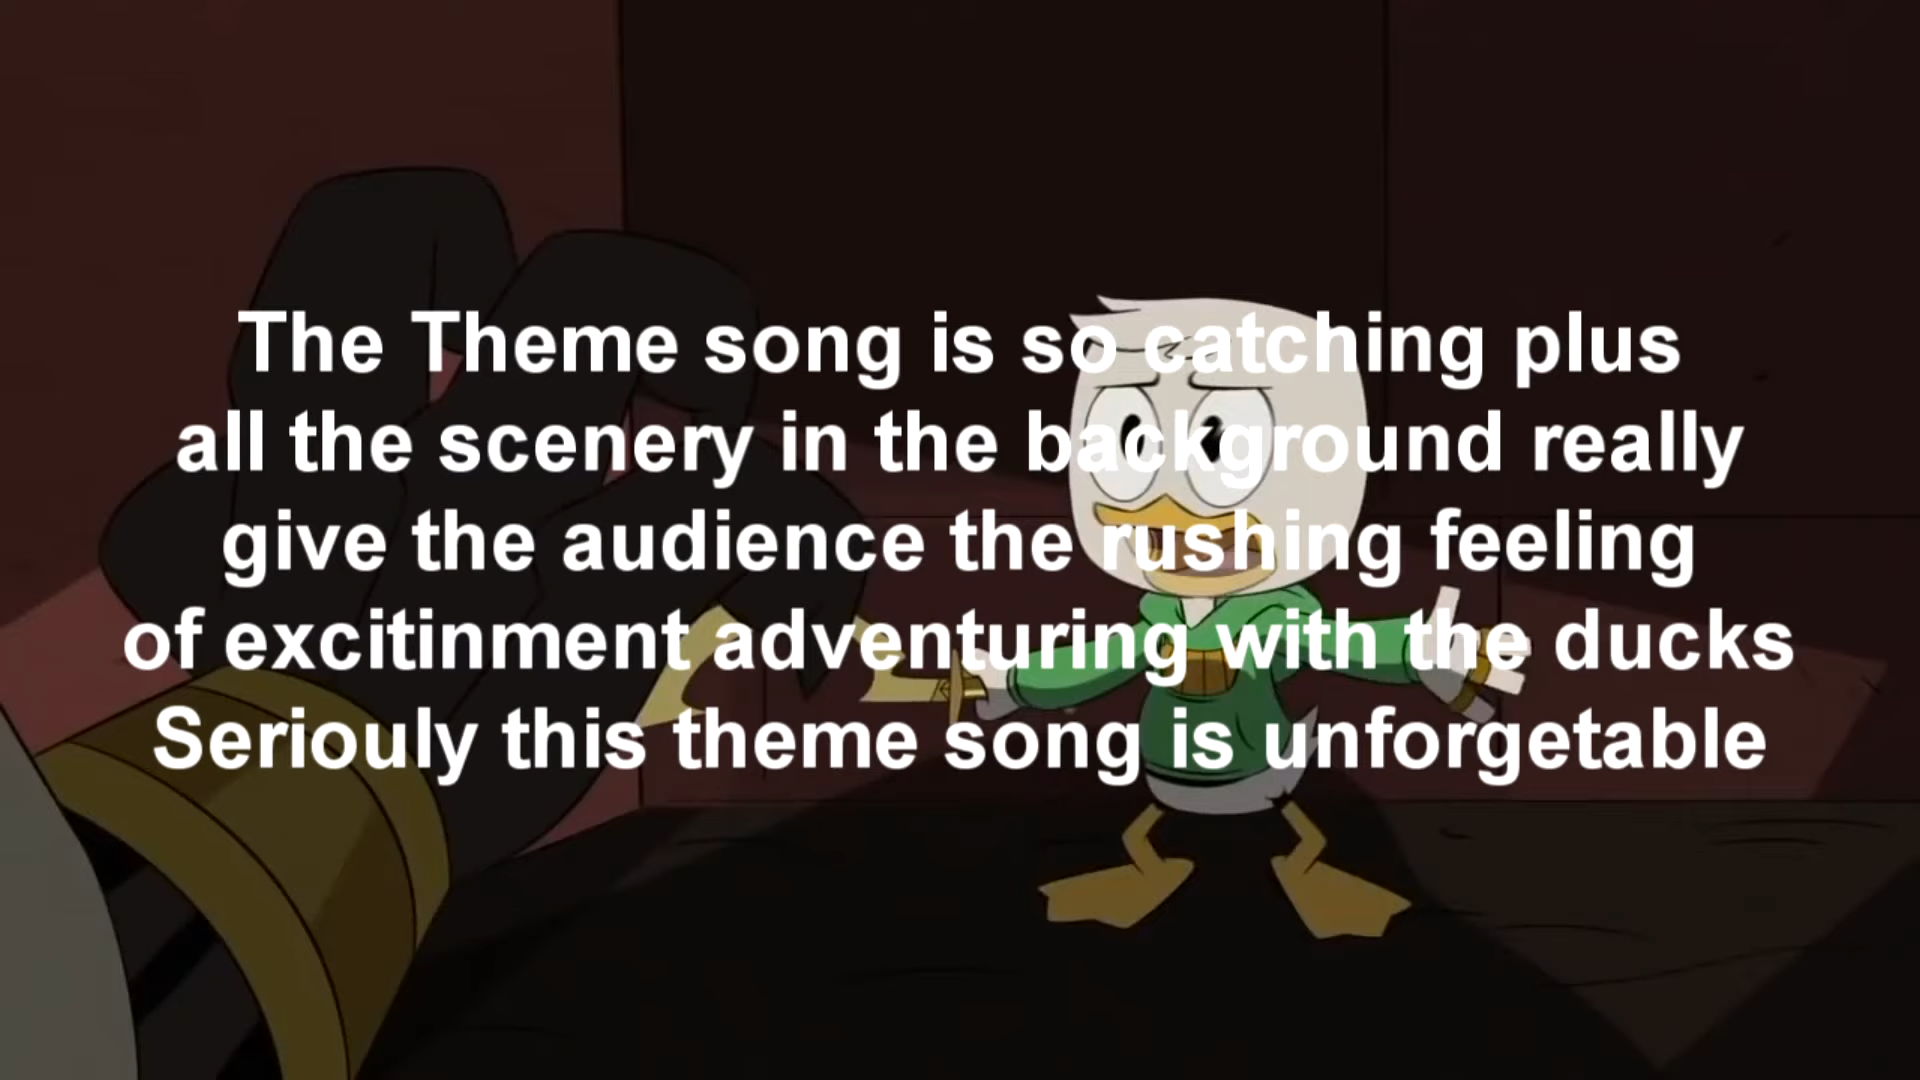 The Theme song is so catching plus
all the scenery in the background really
give the audience the rushing feeling
of excitinment adventuring with the ducks
Seriouly this theme song is unforgetable